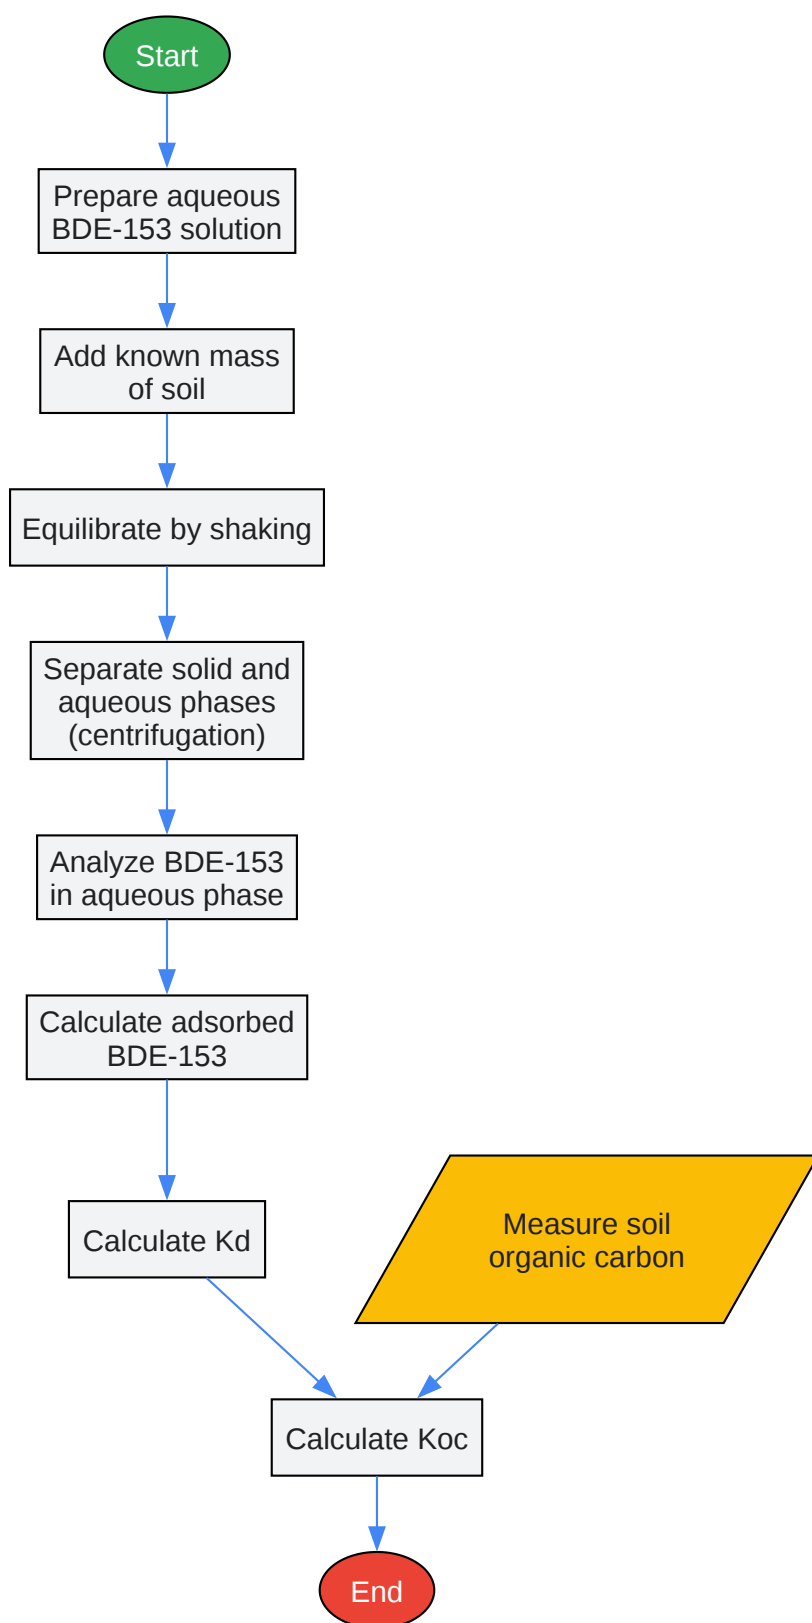 Start
Prepare aqueous
BDE-153 solution
Add known mass
of soil
Equilibrate by shaking
Separate solid and
aqueous phases
(centrifugation)
Analyze BDE-153
in aqueous phase
Calculate adsorbed
BDE-153
Calculate Kd
Measure soil
organic carbon
Calculate Koc
End